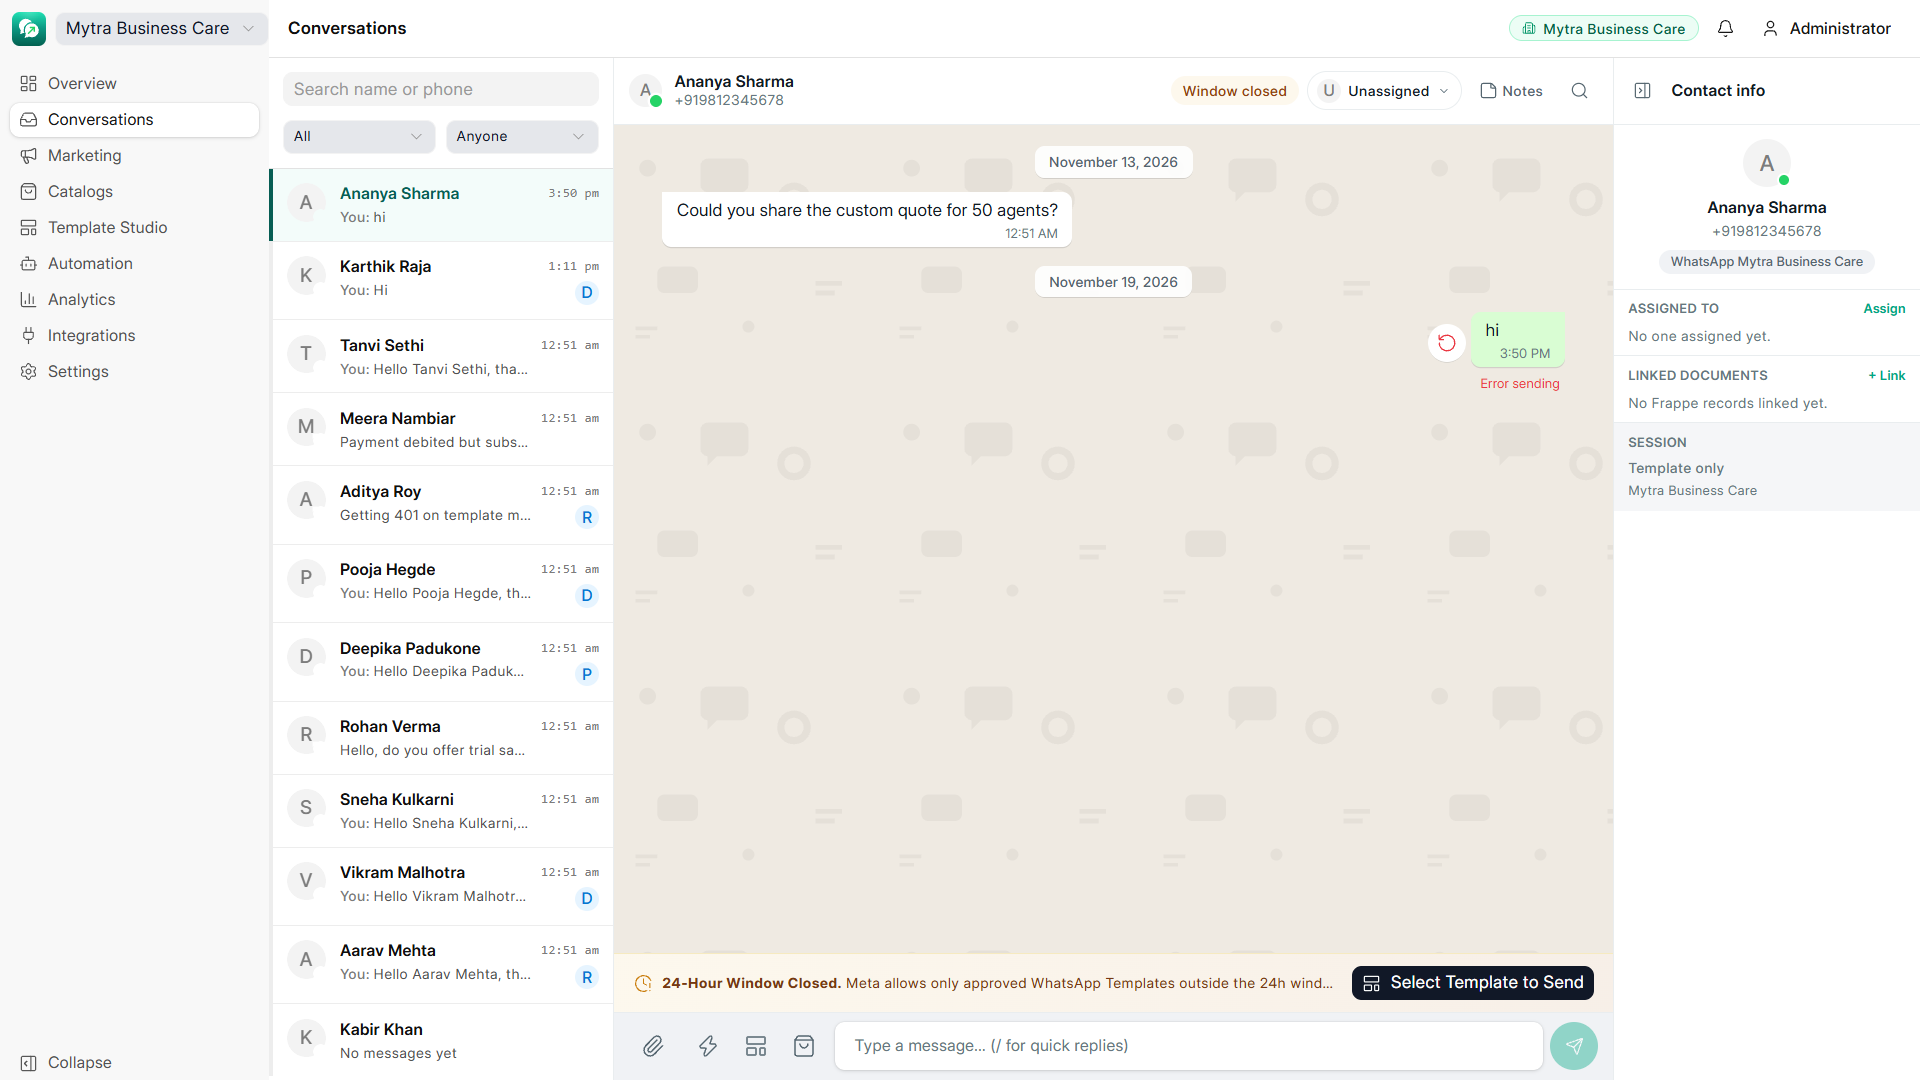 Mytra Business Care
Overview
Conversations
Marketing
Catalogs
Template Studio
Automation
Analytics
Integrations
Settings
Collapse
Conversations
Mytra Business Care
Administrator
Search name or phone
All
Anyone
A
Ananya Sharma
3:50 pm
You: hi
K
Karthik Raja
1:11 pm
You: Hi
D
T
Tanvi Sethi
12:51 am
You: Hello Tanvi Sethi, tha...
M
Meera Nambiar
12:51 am
Payment debited but subs...
A
Aditya Roy
12:51 am
Getting 401 on template m...
R
P
Pooja Hegde
12:51 am
You: Hello Pooja Hegde, th...
D
D
Deepika Padukone
12:51 am
You: Hello Deepika Paduk...
P
R
Rohan Verma
12:51 am
Hello, do you offer trial sa...
S
Sneha Kulkarni
12:51 am
You: Hello Sneha Kulkarni,...
V
Vikram Malhotra
12:51 am
You: Hello Vikram Malhotr...
D
A
Aarav Mehta
12:51 am
You: Hello Aarav Mehta, th...
R
K
Kabir Khan
No messages yet
A
Ananya Sharma
+919812345678
Window closed
U
Unassigned
Notes
November 13, 2026
Could you share the custom quote for 50 agents?
12:51 AM
November 19, 2026
hi
3:50 PM
Error sending
24-Hour Window Closed. Meta allows only approved WhatsApp Templates outside the 24h wind...
Select Template to Send
Type a message... (/ for quick replies)
Contact info
A
Ananya Sharma
+919812345678
WhatsApp Mytra Business Care
ASSIGNED TO
Assign
No one assigned yet.
LINKED DOCUMENTS
+ Link
No Frappe records linked yet.
SESSION
Template only
Mytra Business Care